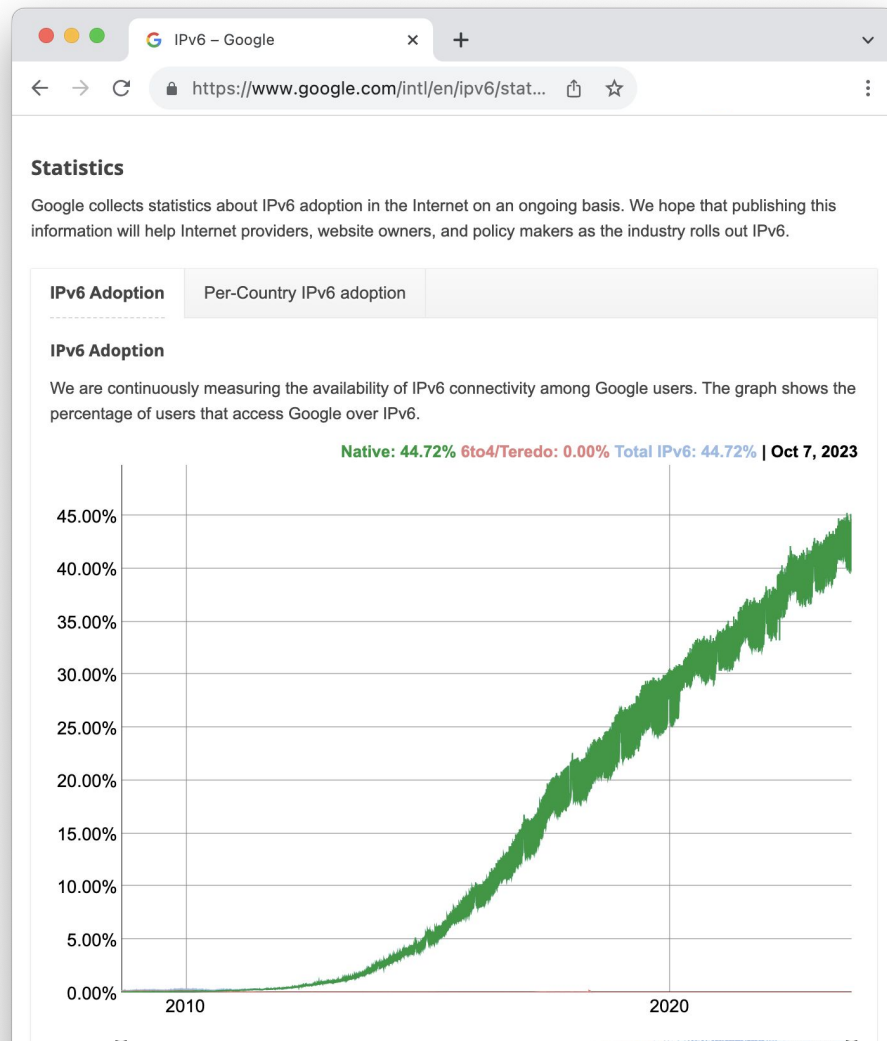 IPv6 – Google
https://www.google.com/intl/en/ipv6/stat...
Statistics
Google collects statistics about IPv6 adoption in the Internet on an ongoing basis. We hope that publishing this
information will help Internet providers, website owners, and policy makers as the industry rolls out IPv6.
IPv6 Adoption
Per-Country IPv6 adoption
IPv6 Adoption
We are continuously measuring the availability of IPv6 connectivity among Google users. The graph shows the
percentage of users that access Google over IPv6.
Native: 44.72% 6to4/Teredo: 0.00% Total IPv6: 44.72% | Oct 7, 2023
45.00%
40.00%
35.00%
30.00%
25.00%
20.00%
15.00%
10.00%
5.00%
0.00%
2010
2020